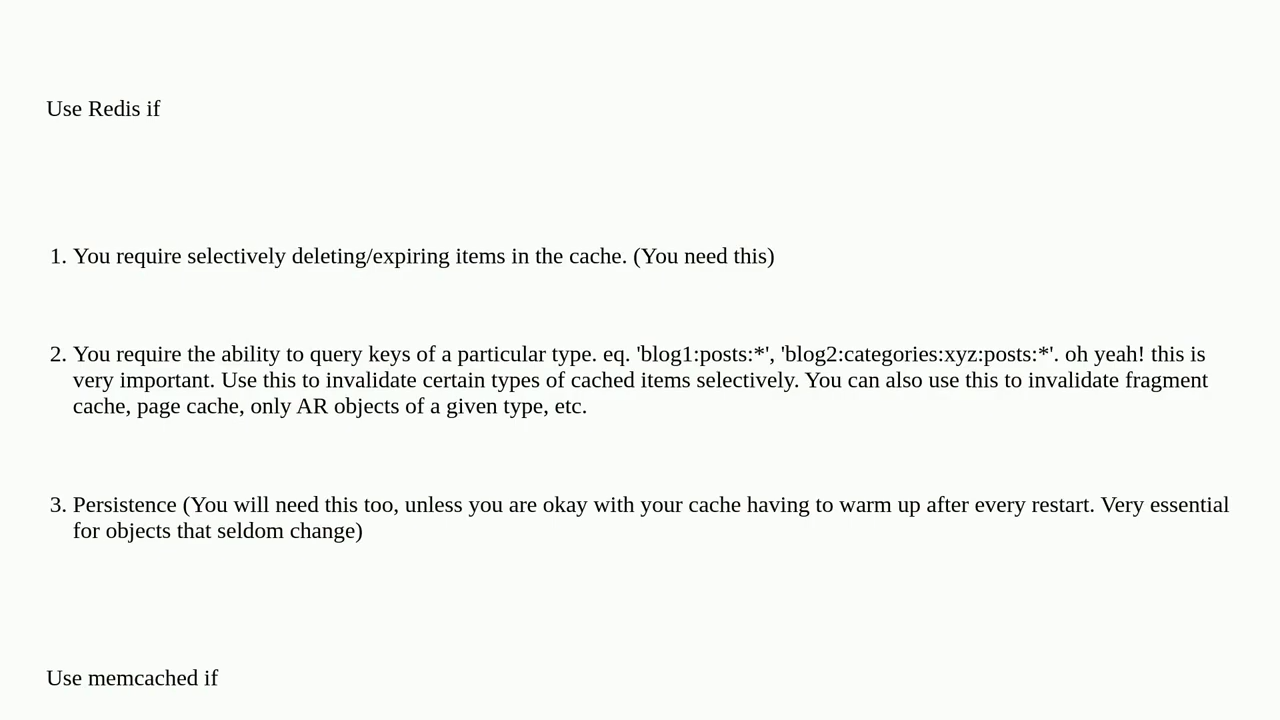 Use Redis if
1. You require selectively deleting/expiring items in the cache. (You need this)
2. You require the ability to query keys of a particular type. eq. 'blog1:posts:*', 'blog2:categories:xyz:posts:*'. oh yeah! this is
very important. Use this to invalidate certain types of cached items selectively. You can also use this to invalidate fragment
cache, page cache, only AR objects of a given type, etc.
3. Persistence (You will need this too, unless you are okay with your cache having to warm up after every restart. Very essential
for objects that seldom change)
Use memcached if